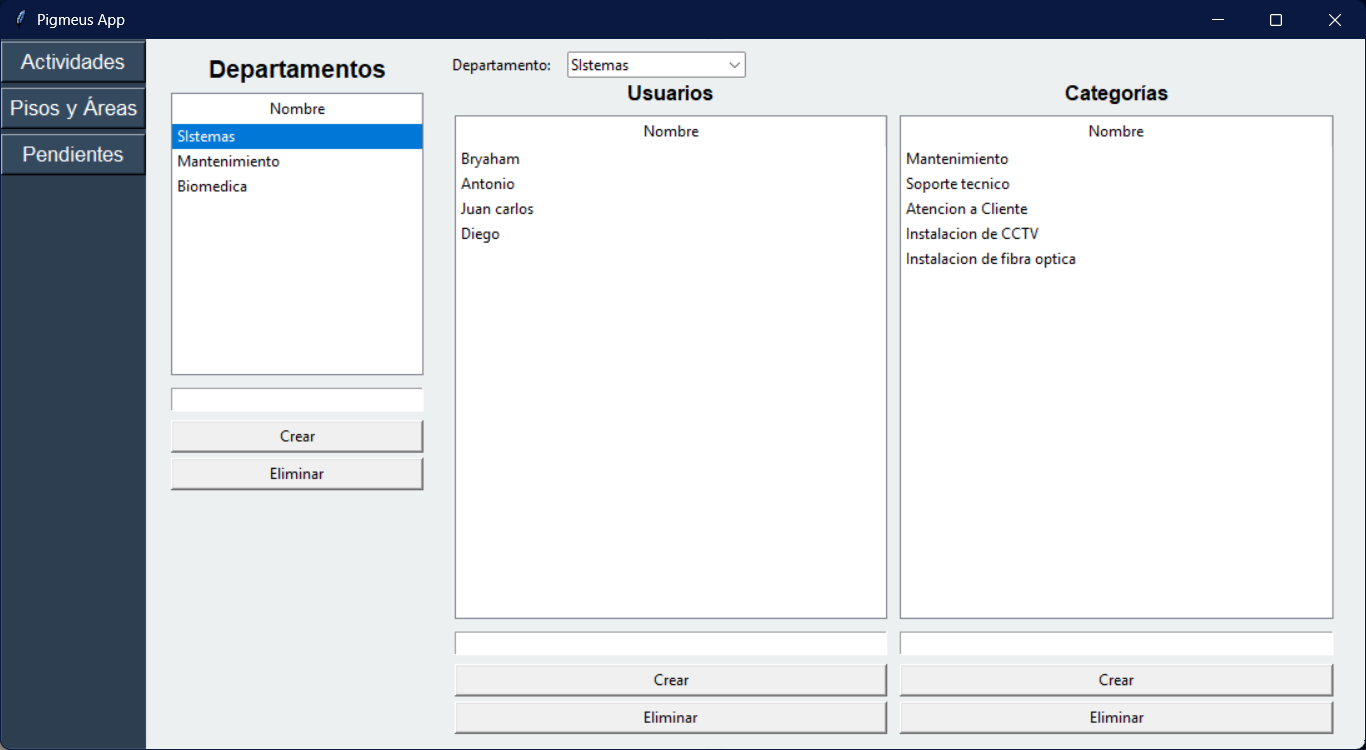 Pigmeus App
Actividades
Pisos y Áreas
Pendientes
Departamentos
Nombre
SIstemas
Mantenimiento
Biomedica
Crear
Eliminar
Departamento: SIstemas
Usuarios
Nombre
Bryaham
Antonio
Juan carlos
Diego
Crear
Eliminar
Categorías
Nombre
Mantenimiento
Soporte tecnico
Atencion a Cliente
Instalacion de CCTV
Instalacion de fibra optica
Crear
Eliminar